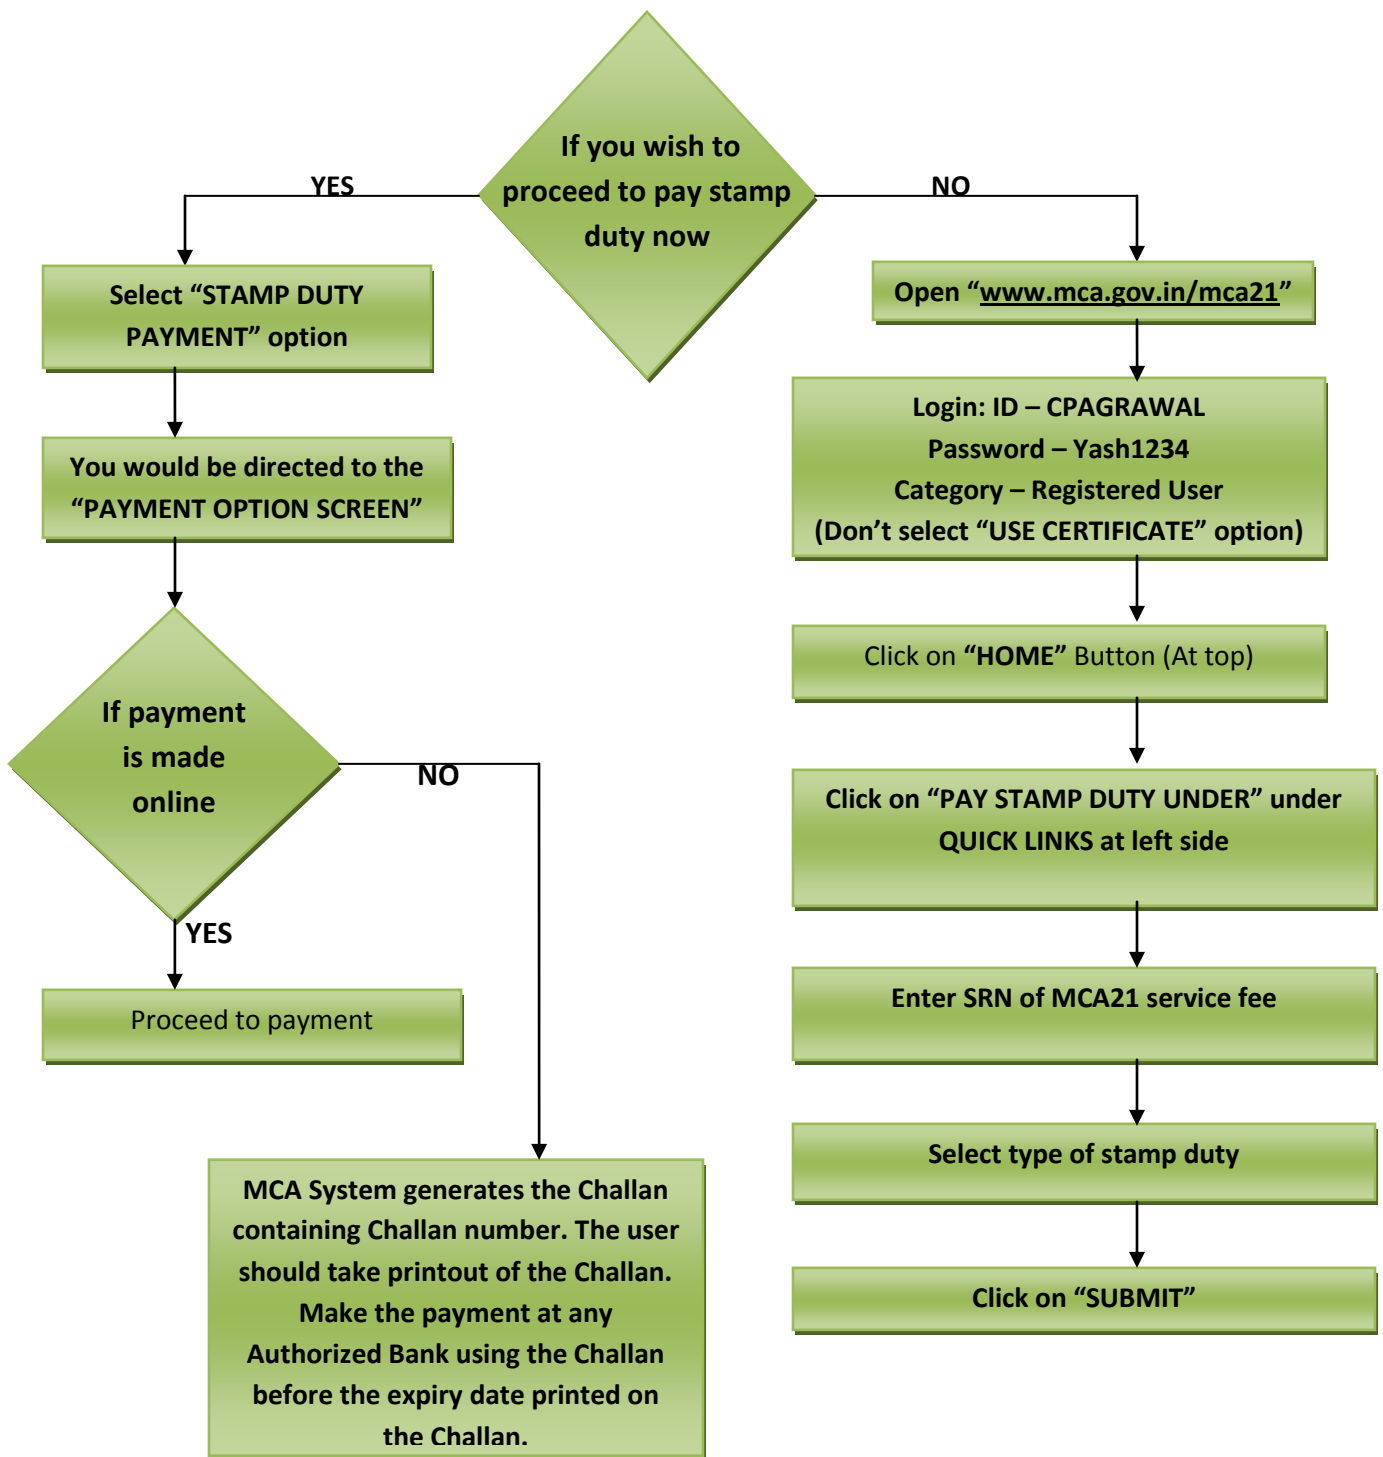 If you wish to
proceed to pay stamp
duty now
YES
NO
Select “STAMP DUTY
PAYMENT” option
You would be directed to the
“PAYMENT OPTION SCREEN”
If payment
is made
online
NO
YES
Proceed to payment
MCA System generates the Challan
containing Challan number. The user
should take printout of the Challan.
Make the payment at any
Authorized Bank using the Challan
before the expiry date printed on
the Challan.
Open “www.mca.gov.in/mca21”
Login: ID – CPAGRAWAL
Password – Yash1234
Category – Registered User
(Don’t select “USE CERTIFICATE” option)
Click on “HOME” Button (At top)
Click on “PAY STAMP DUTY UNDER” under
QUICK LINKS at left side
Enter SRN of MCA21 service fee
Select type of stamp duty
Click on “SUBMIT”